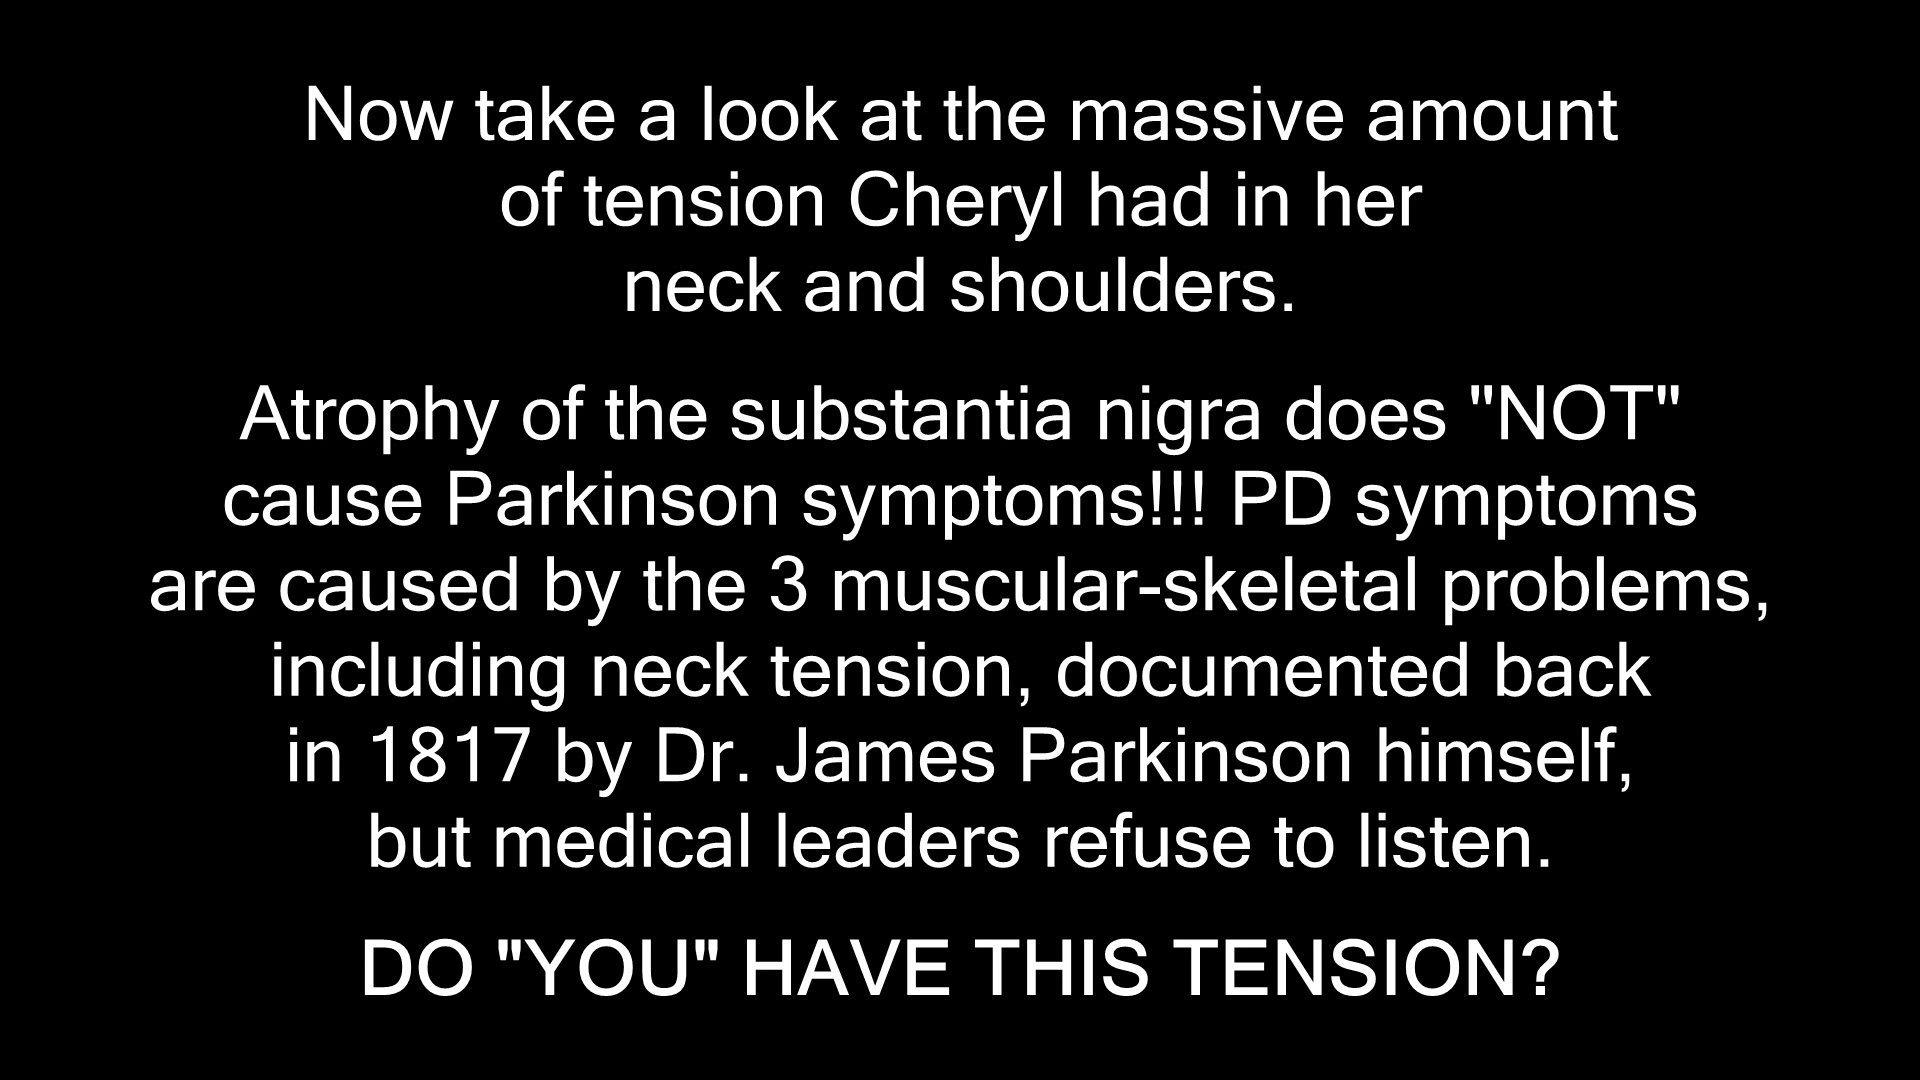 Now take a look at the massive amount
of tension Cheryl had in her
neck and shoulders.
Atrophy of the substantia nigra does "NOT"
cause Parkinson symptoms!!! PD symptoms
are caused by the 3 muscular-skeletal problems,
including neck tension, documented back
in 1817 by Dr. James Parkinson himself,
but medical leaders refuse to listen.
DO "YOU" HAVE THIS TENSION?